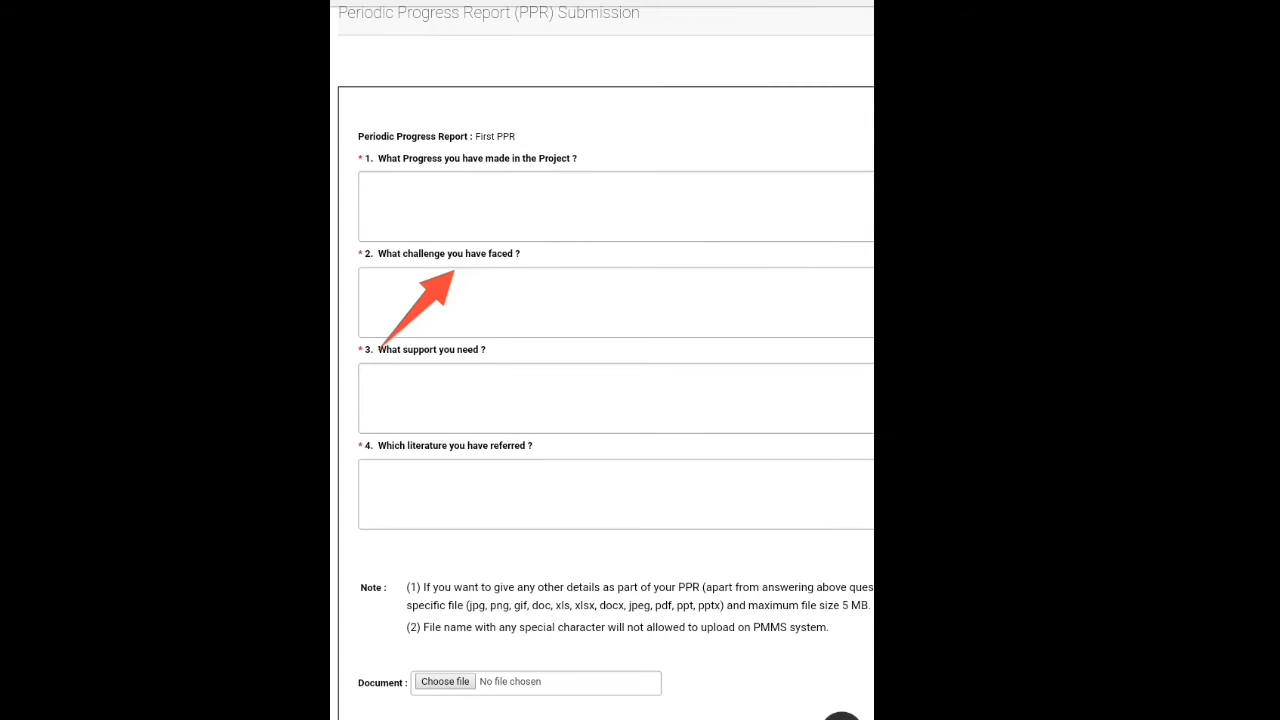 Periodic Progress Report (PPR) Submission
Periodic Progress Report : First PPR
* 1. What Progress you have made in the Project ?
* 2. What challenge you have faced ?
* 3. What support you need ?
* 4. Which literature you have referred ?
Note : (1) If you want to give any other details as part of your PPR (apart from answering above ques
specific file (jpg, png, gif, doc, xls, xlsx, docx, jpeg, pdf, ppt, pptx) and maximum file size 5 MB.
(2) File name with any special character will not allowed to upload on PMMS system.
Document : Choose file No file chosen